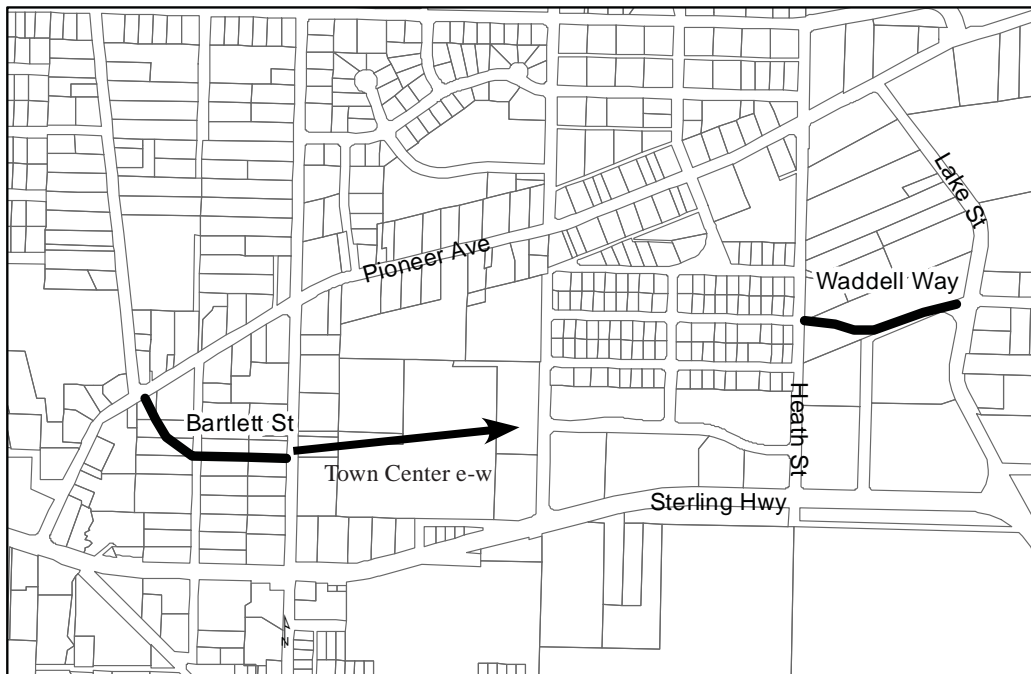 Lake St
Pioneer Ave
Waddell Way
Heath St
Bartlett St
Town Center e-w
Sterling Hwy
N